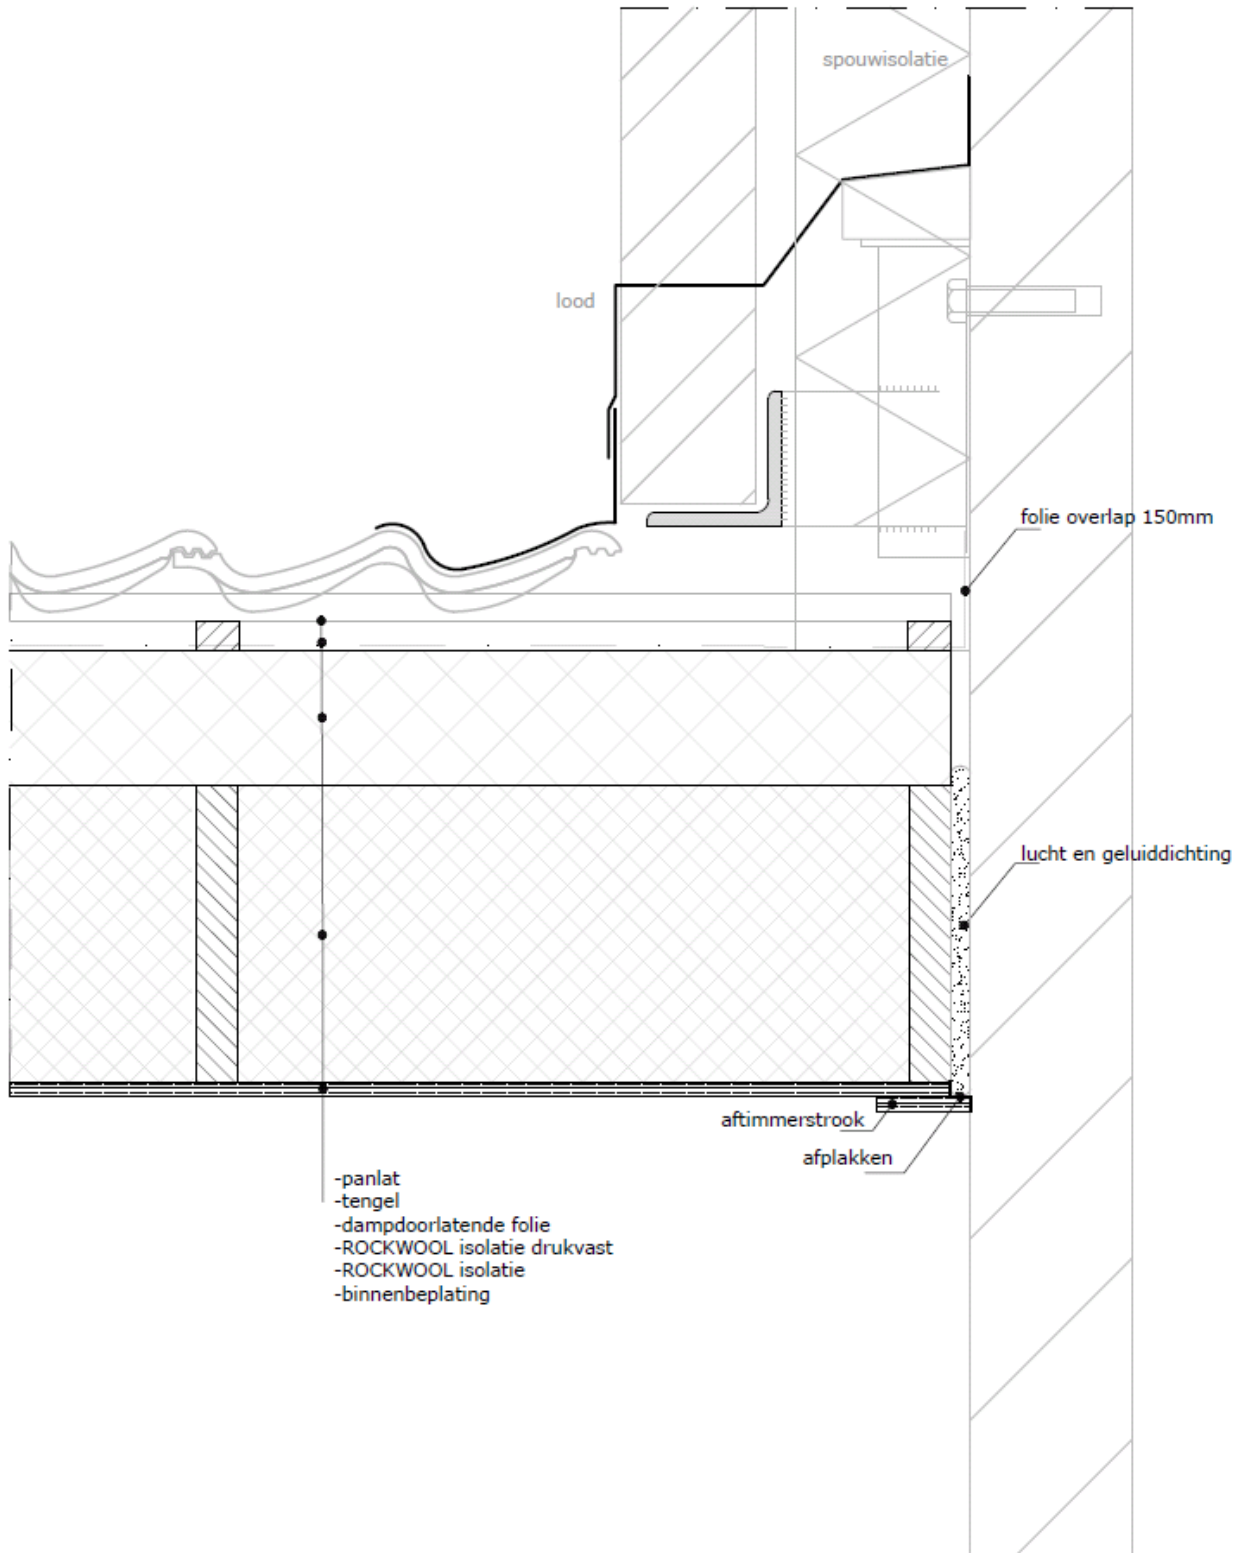 spouwisolatie
lood
folie overlap 150mm
lucht en geluiddichting
aftimmerstrook
afplakken
-panlat
-tengel
-dampdoorlatende folie
-ROCKWOOL isolatie drukvast
-ROCKWOOL isolatie
-binnenbeplating